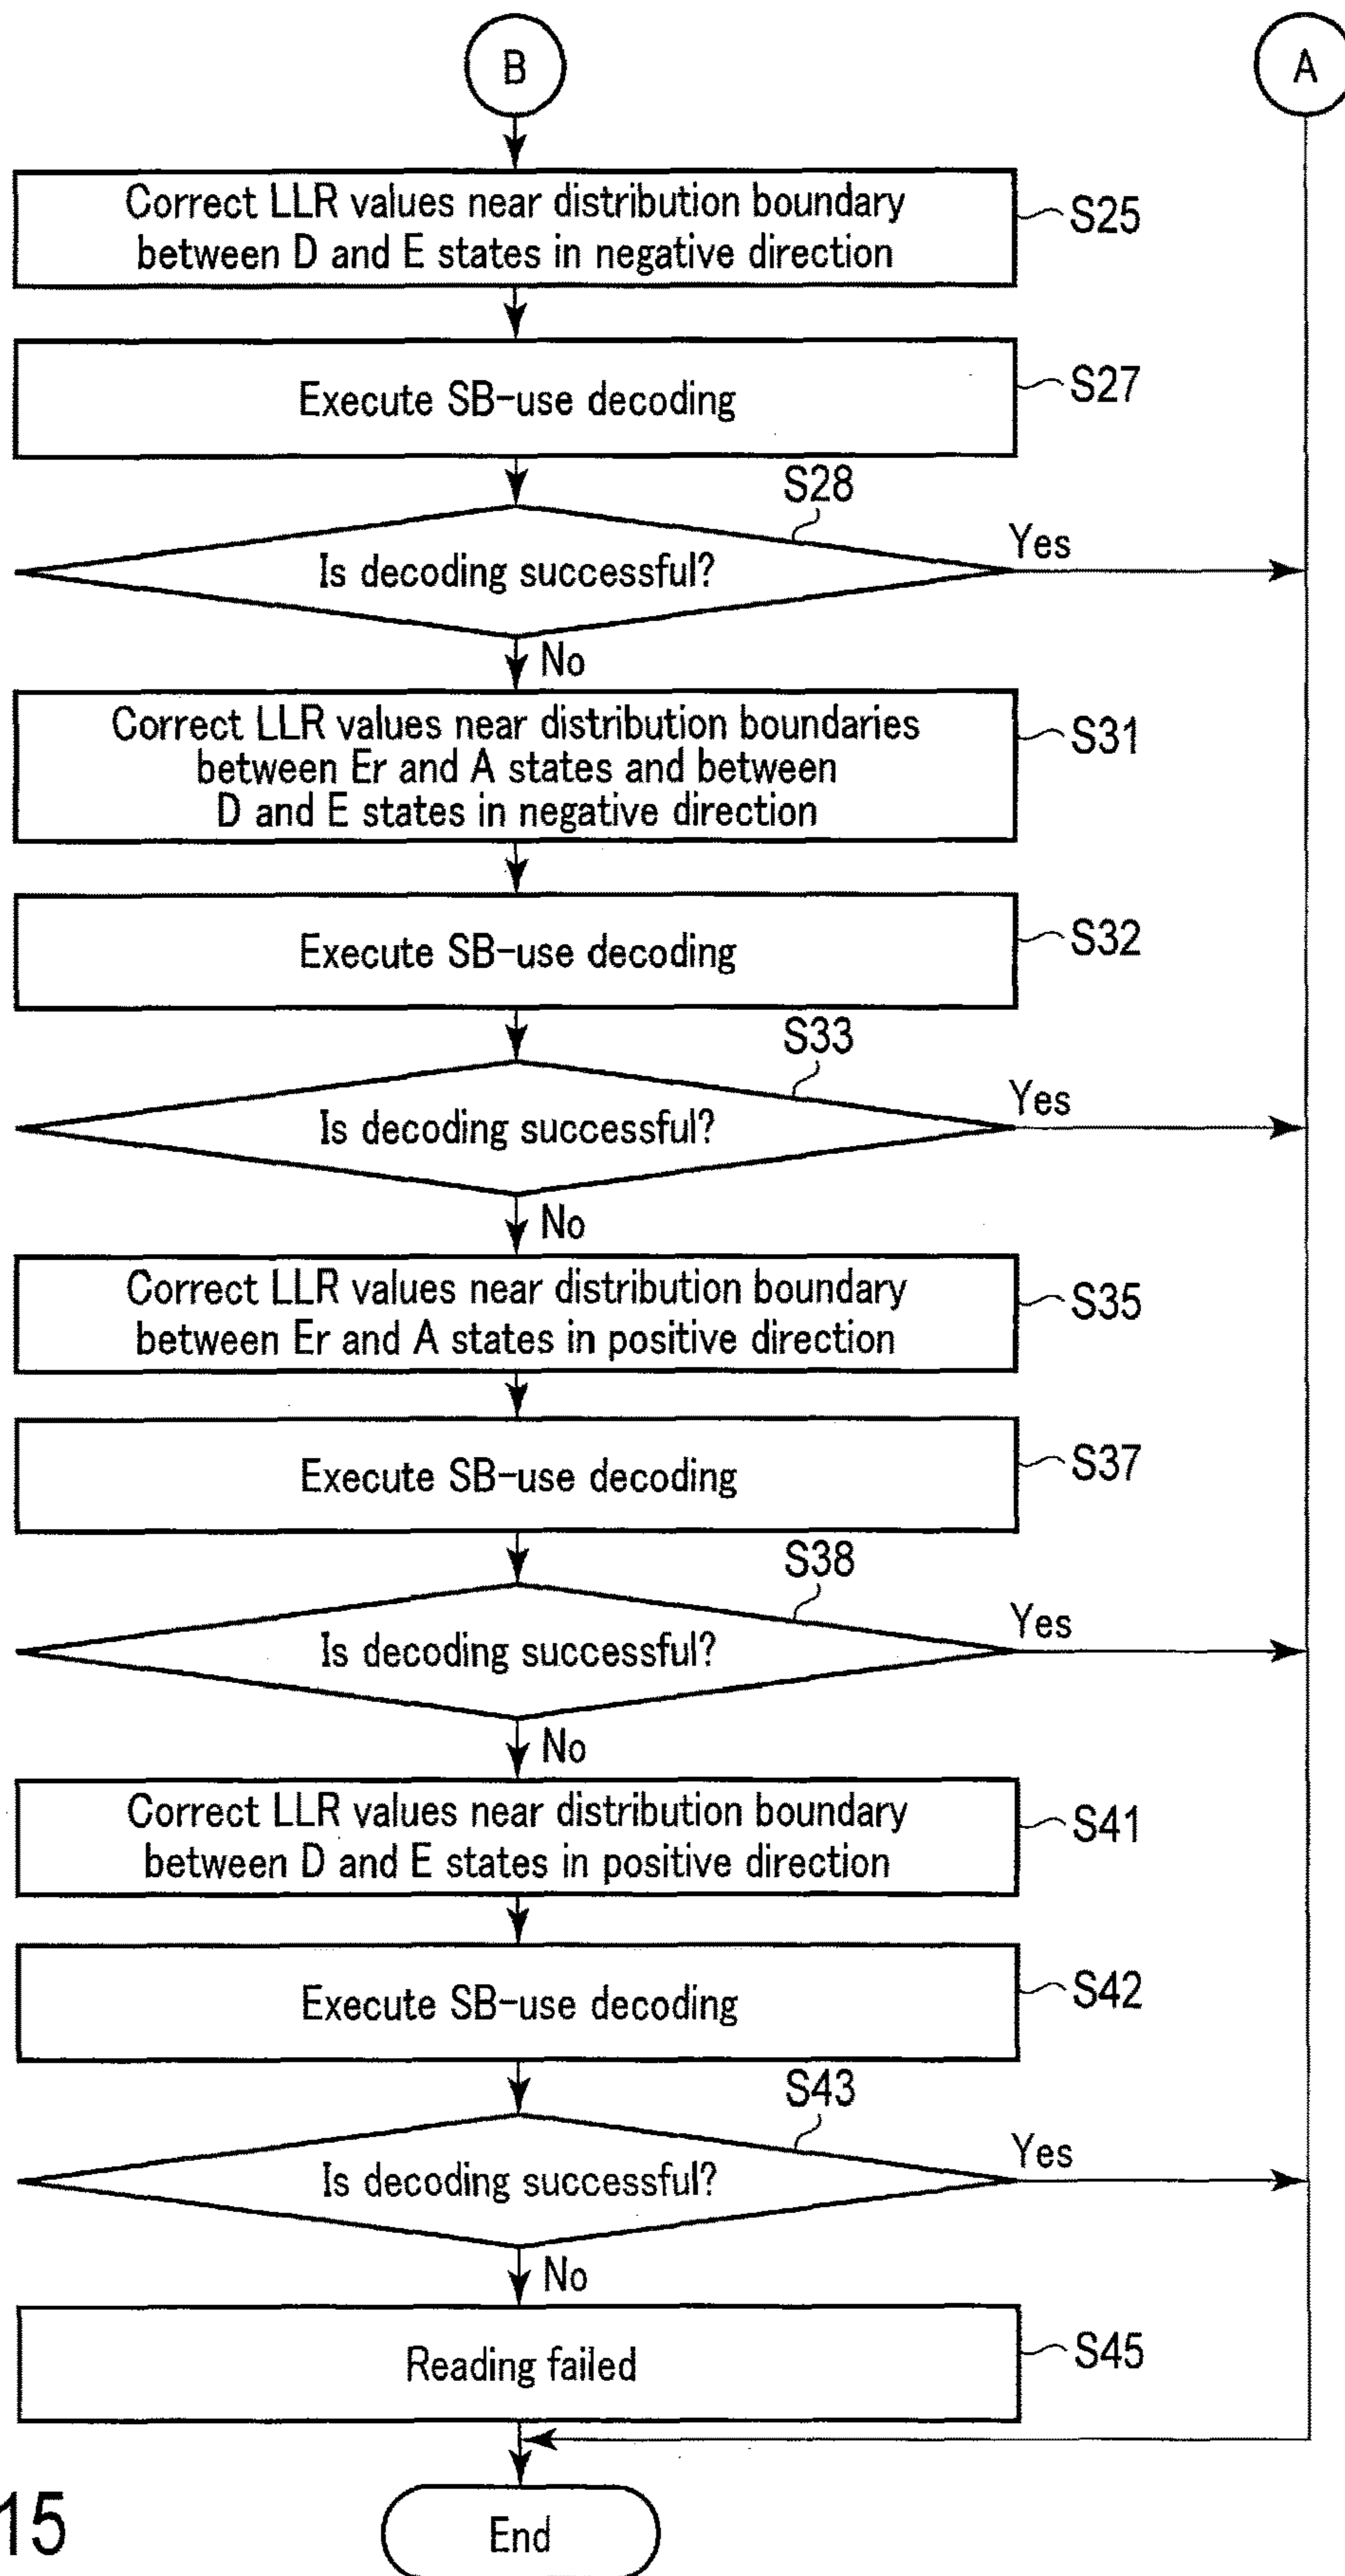 B
A
Correct LLR values near distribution boundary
between D and E states in negative direction
S25
Execute SB-use decoding
S27
S28
Is decoding successful?
Yes
No
Correct LLR values near distribution boundaries
between Er and A states and between
D and E states in negative direction
S31
Execute SB-use decoding
S32
S33
Is decoding successful?
Yes
No
Correct LLR values near distribution boundary
between Er and A states in positive direction
S35
Execute SB-use decoding
S37
S38
Is decoding successful?
Yes
No
Correct LLR values near distribution boundary
between D and E states in positive direction
S41
Execute SB-use decoding
S42
S43
Is decoding successful?
Yes
No
Reading failed
S45
End
15